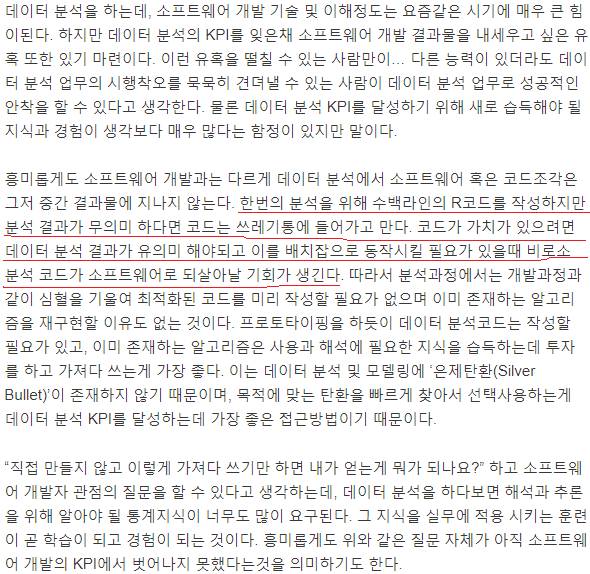 데이터 분석을 하는데, 소프트웨어 개발 기술 및 이해정도는 요즘같은 시기에 매우 큰 힘
이된다. 하지만 데이터 분석의 KPI를 잊은채 소프트웨어 개발 결과물을 내세우고 싶은 유
혹 또한 있기 마련이다. 이런 유혹을 떨칠 수 있는 사람만이... 다른 능력이 있더라도 데이
터 분석 업무의 시행착오를 묵묵히 견뎌낼 수 있는 사람이 데이터 분석 업무로 성공적인
안착을 할 수 있다고 생각한다. 물론 데이터 분석 KPI를 달성하기 위해 새로 습득해야 될
지식과 경험이 생각보다 매우 많다는 함정이 있지만 말이다.
흥미롭게도 소프트웨어 개발과는 다르게 데이터 분석에서 소프트웨어 혹은 코드조각은
그저 중간 결과물에 지나지 않는다. 한번의 분석을 위해 수백라인의 R코드를 작성하지만
분석 결과가 무의미 하다면 코드는 쓰레기통에 들어가고 만다. 코드가 가치가 있으려면
데이터 분석 결과가 유의미 해야되고 이를 배치잡으로 동작시킬 필요가 있을때 비로소
분석 코드가 소프트웨어로 되살아날 기회가 생긴다. 따라서 분석과정에서는 개발과정과
같이 심혈을 기울여 최적화된 코드를 미리 작성할 필요가 없으며 이미 존재하는 알고리
즘을 재구현할 이유도 없는 것이다. 프로토타이핑을 하듯이 데이터 분석코드는 작성할
필요가 있고, 이미 존재하는 알고리즘은 사용과 해석에 필요한 지식을 습득하는데 투자
를 하고 가져다 쓰는게 가장 좋다. 이는 데이터 분석 및 모델링에 '은제탄환(Silver
Bullet)'이 존재하지 않기 때문이며, 목적에 맞는 탄환을 빠르게 찾아서 선택사용하는게
데이터 분석 KPI를 달성하는데 가장 좋은 접근방법이기 때문이다.
“직접 만들지 않고 이렇게 가져다 쓰기만 하면 내가 얻는게 뭐가 되나요?” 하고 소프트웨
어 개발자 관점의 질문을 할 수 있다고 생각하는데, 데이터 분석을 하다보면 해석과 추론
을 위해 알아야 될 통계지식이 너무도 많이 요구된다. 그 지식을 실무에 적용 시키는 훈련
이 곧 학습이 되고 경험이 되는 것이다. 흥미롭게도 위와 같은 질문 자체가 아직 소프트웨
어 개발의 KPI에서 벗어나지 못했다는것을 의미하기도 한다.